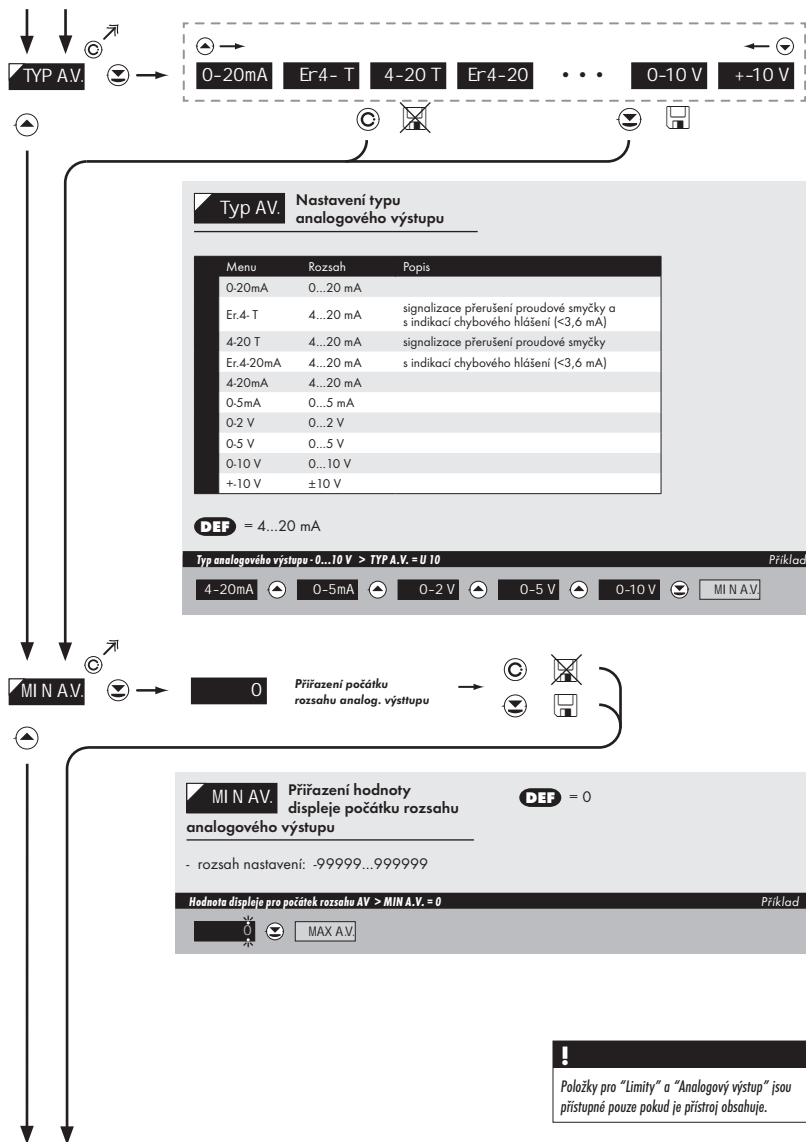 TYP A.V.
0-20mA Er4- T 4-20 T Er4-20 • • • 0-10 V +-10 V
Typ AV. Nastavení typu
analogového výstupu
Menu Rozsah Popis
0-20mA 0...20 mA
Er.4- T 4...20 mA signalizace přerušení proudové smyčky a
s indikací chybového hlášení (<3,6 mA)
4-20 T 4...20 mA signalizace přerušení proudové smyčky
Er.4-20mA 4...20 mA s indikací chybového hlášení (<3,6 mA)
4-20mA 4...20 mA
0-5mA 0...5 mA
0-2 V 0...2 V
0-5 V 0...5 V
0-10 V 0...10 V
+-10 V ±10 V
DEF = 4...20 mA
Typ analogového výstupu - 0...10 V > TYP A.V. = U 10 Příklad
4-20mA 0-5mA 0-2 V 0-5 V 0-10 V MIN A.V.
MIN A.V. 0 Přiřazení počátku
rozsahu analog. výsttupu
MIN AV. Přiřazení hodnoty
displeje počátku rozsahu
analogového výstupu
DEF = 0
- rozsah nastavení: -99999...999999
Hodnota displeje pro počátek rozsahu AV > MIN A.V. = 0 Příklad
0 MAX A.V.
!
Položky pro “Limity” a “Analogový výstup” jsou
přístupné pouze pokud je přístroj obsahuje.